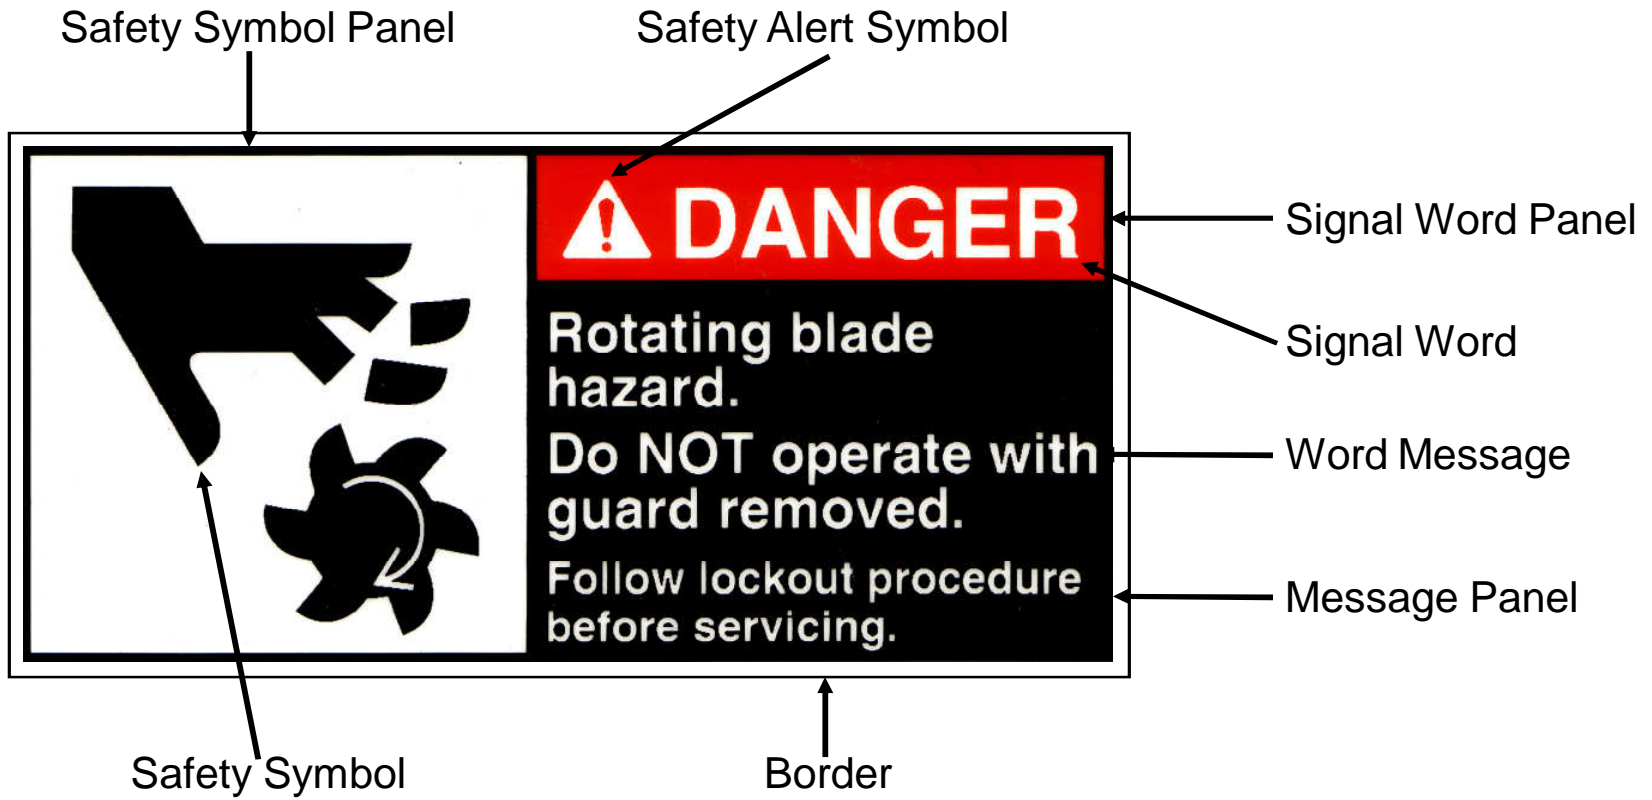 Safety Symbol Panel
Safety Alert Symbol
DANGER
Signal Word Panel
Rotating blade
hazard.
Signal Word
Do NOT operate with
guard removed.
Word Message
Follow lockout procedure
before servicing.
Message Panel
Safety Symbol
Border